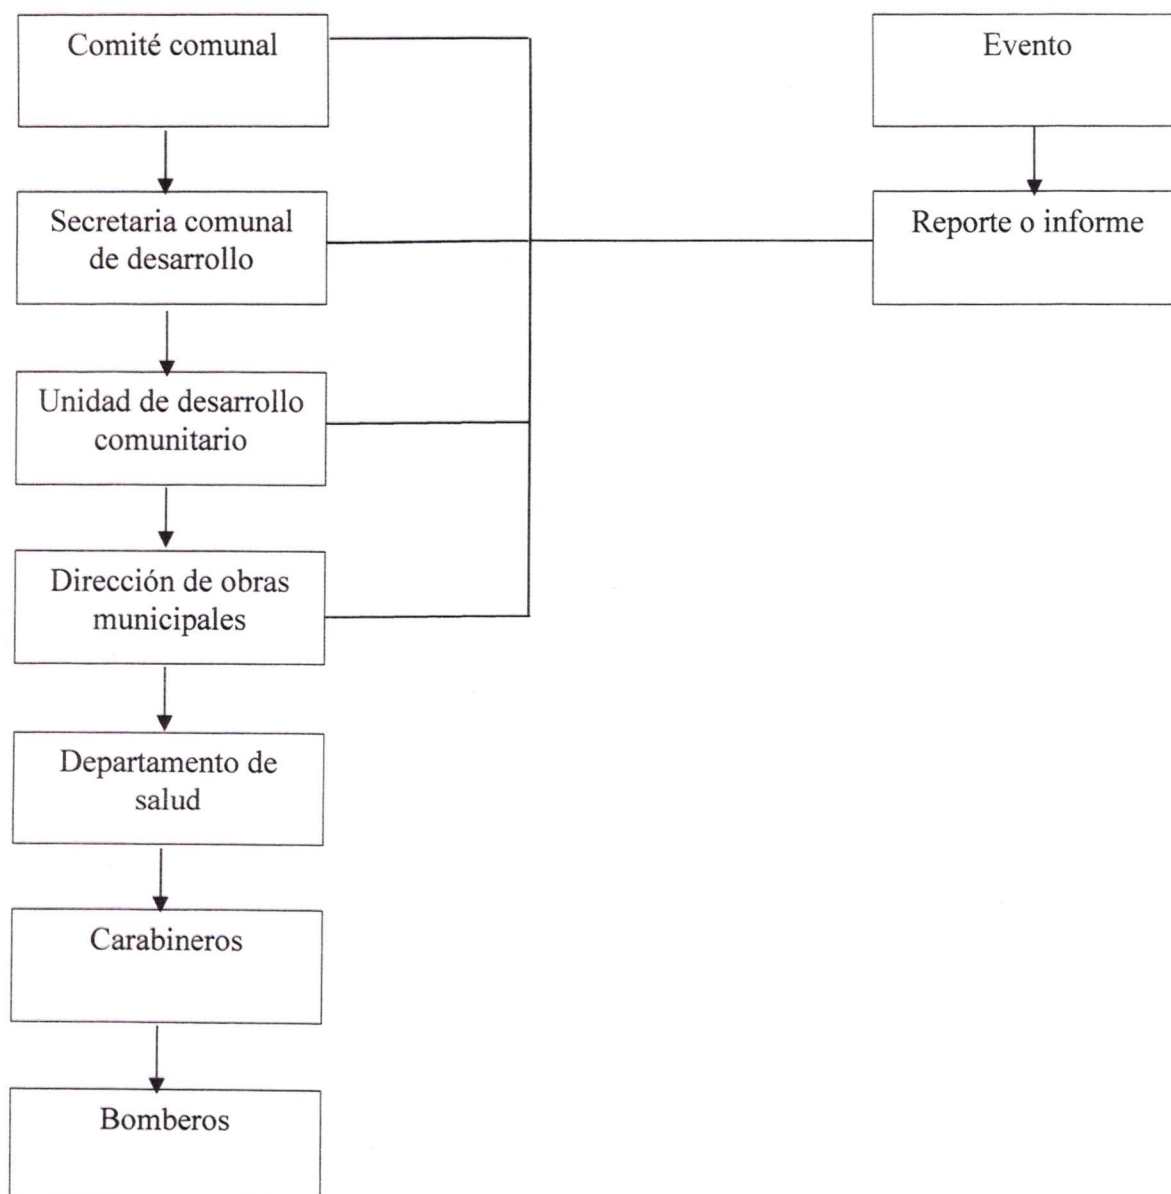 Comité comunal
Evento
Secretaria comunal
de desarrollo
Reporte o informe
Unidad de desarrollo
comunitario
Dirección de obras
municipales
Departamento de
salud
Carabineros
Bomberos